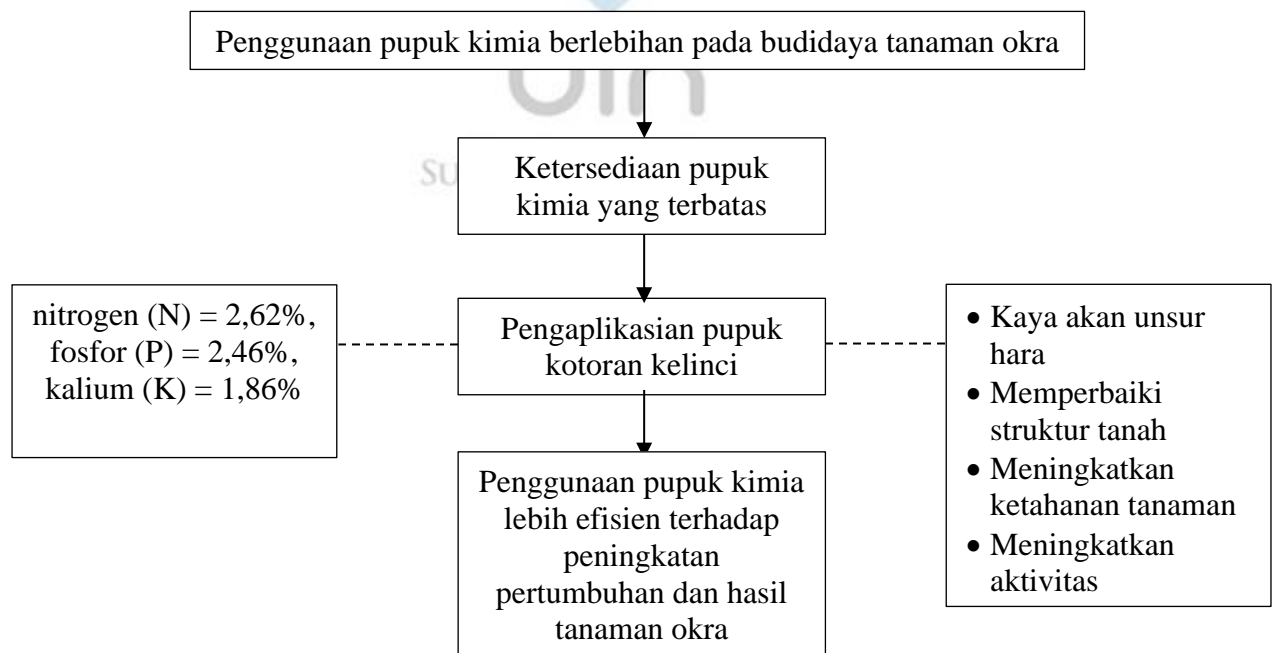 Penggunaan pupuk kimia berlebihan pada budidaya tanaman okra
uin
SU
Ketersediaan pupuk
kimia yang terbatas
nitrogen (N) = 2,62%,
fosfor (P) = 2,46%,
kalium (K) = 1,86%
Pengaplikasian pupuk
kotoran kelinci
• Kaya akan unsur
hara
• Memperbaiki
struktur tanah
• Meningkatkan
ketahanan tanaman
• Meningkatkan
aktivitas
Penggunaan pupuk kimia
lebih efisien terhadap
peningkatan
pertumbuhan dan hasil
tanaman okra